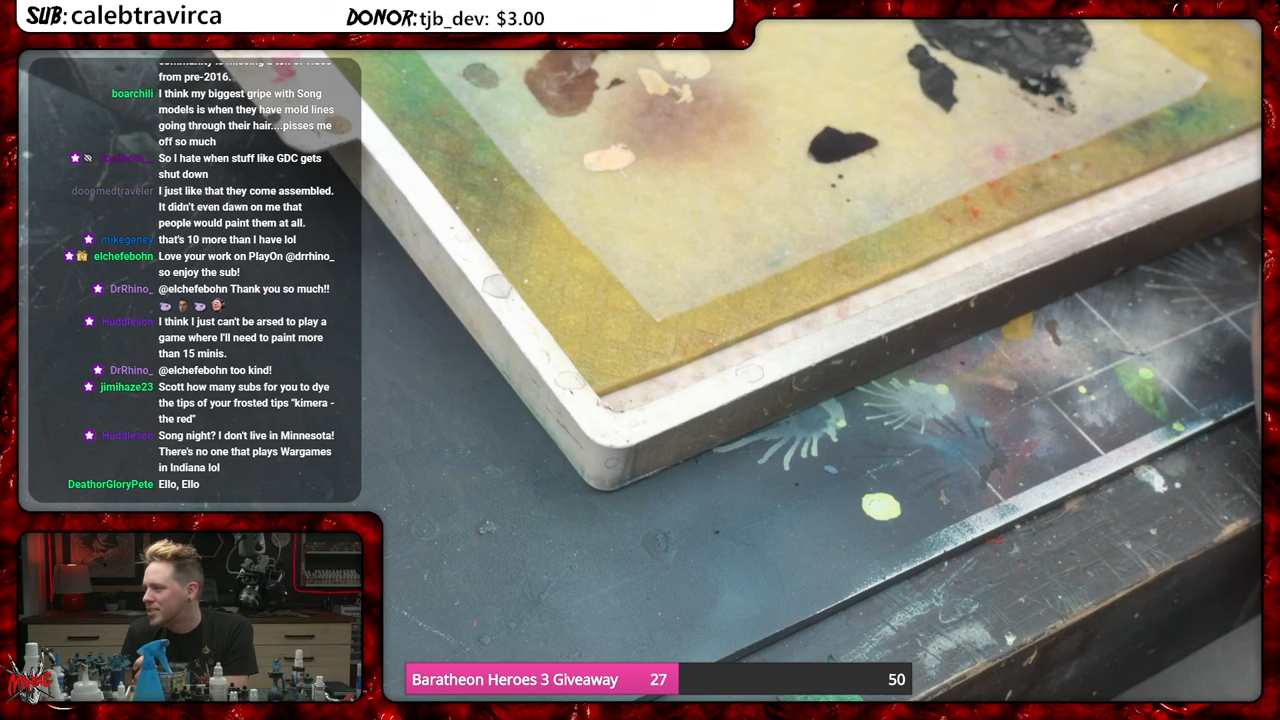 SUB: calebtravirca
DONOR: tjb_dev: $3.00
from pre-2016.
boarchili I think my biggest gripe with Song
models is when they have mold lines
going through their hair....pisses me
off so much
So I hate when stuff like GDC gets
shut down
dooomedtraveler I just like that they come assembled.
It didn't even dawn on me that
people would paint them at all.
mikegeney that's 10 more than I have lol
elchefebohn Love your work on PlayOn @drrhino_
so enjoy the sub!
DrRhino_ @elchefebohn Thank you so much!!
Huddleson I think I just can't be arsed to play a
game where I'll need to paint more
than 15 minis.
DrRhino_ @elchefebohn too kind!
jimihaze23 Scott how many subs for you to dye
the tips of your frosted tips "kimera -
the red"
Huddleson Song night? I don't live in Minnesota!
There's no one that plays Wargames
in Indiana lol
DeathorGloryPete Ello, Ello
Baratheon Heroes 3 Giveaway 27 50